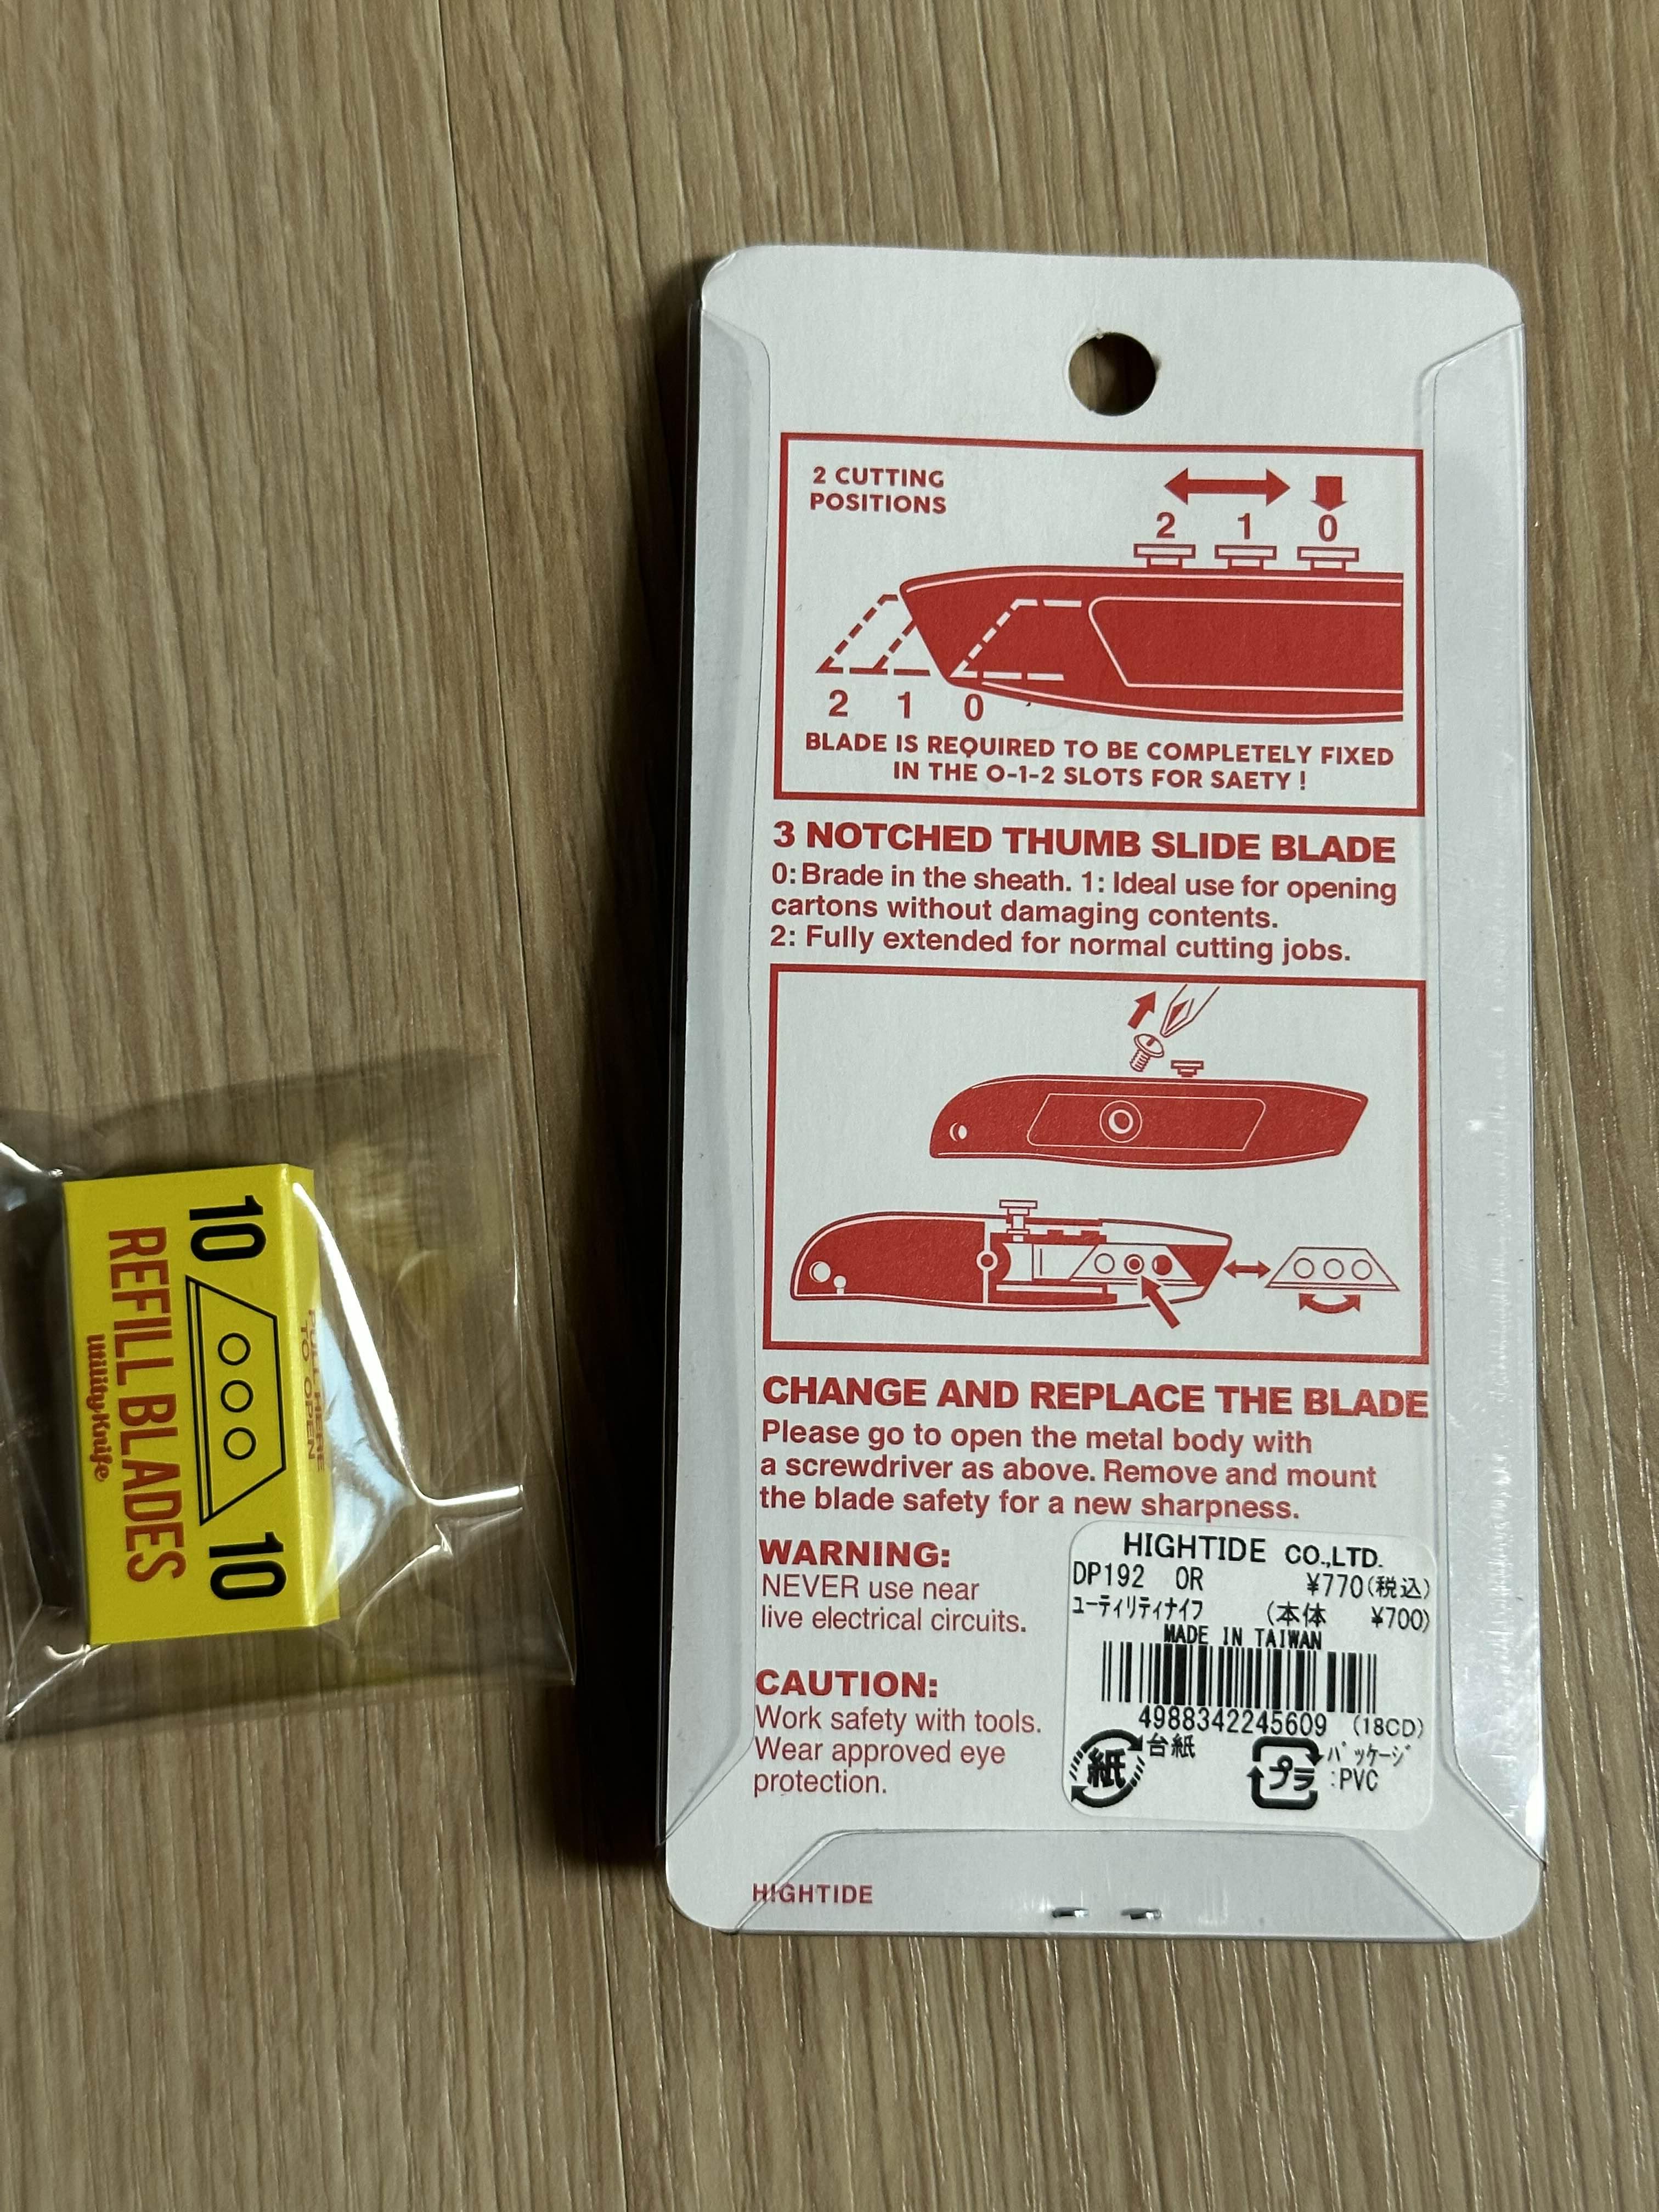 2 CUTTING
POSITIONS
2 1 0
2 1 0
BLADE IS REQUIRED TO BE COMPLETELY FIXED
IN THE O-1-2 SLOTS FOR SAETY !
3 NOTCHED THUMB SLIDE BLADE
0: Brade in the sheath. 1: Ideal use for opening
cartons without damaging contents.
2: Fully extended for normal cutting jobs.
CHANGE AND REPLACE THE BLADE
Please go to open the metal body with
a screwdriver as above. Remove and mount
the blade safety for a new sharpness.
WARNING:
NEVER use near
live electrical circuits.
CAUTION:
Work safety with tools.
Wear approved eye
protection.
HIGHTIDE
HIGHTIDE CO.,LTD.
DP192 OR ¥770(税込)
ユーティリティナイフ (本体 ¥700)
MADE IN TAIWAN
4988342245609 (18CD)
紙 台紙
プラ パッケージ
:PVC
10 10
REFILL BLADES
Utility Knife
PULL HERE
TO OPEN